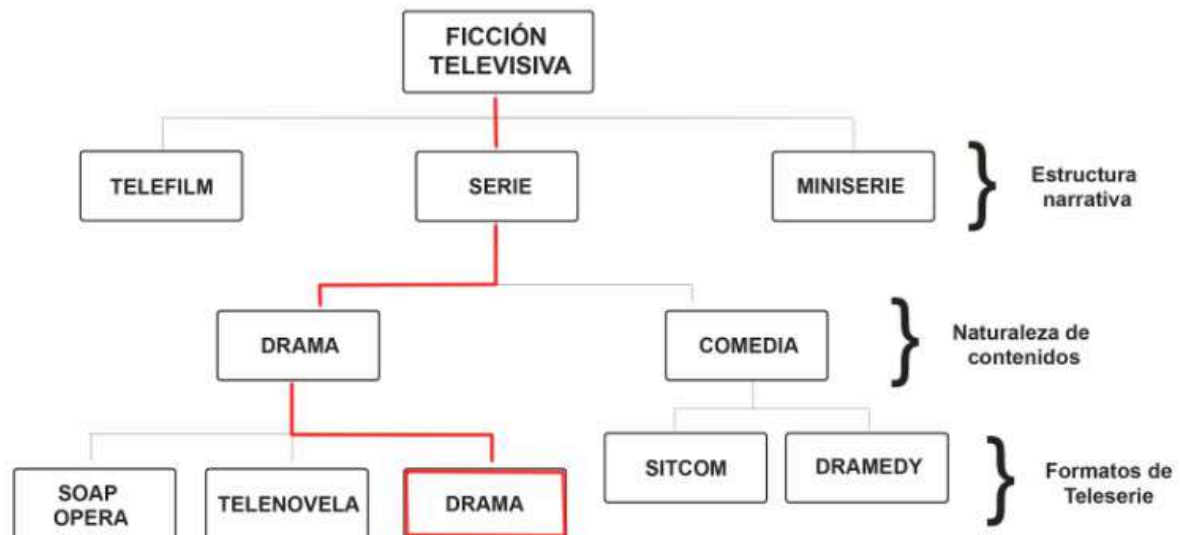 FICCIÓN
TELEVISIVA
TELEFILM
SERIE
MINISERIE
Estructura
narrativa
DRAMA
COMEDIA
Naturaleza de
contenidos
SOAP
OPERA
TELENOVELA
DRAMA
SITCOM
DRAMEDY
Formatos de
Teleserie